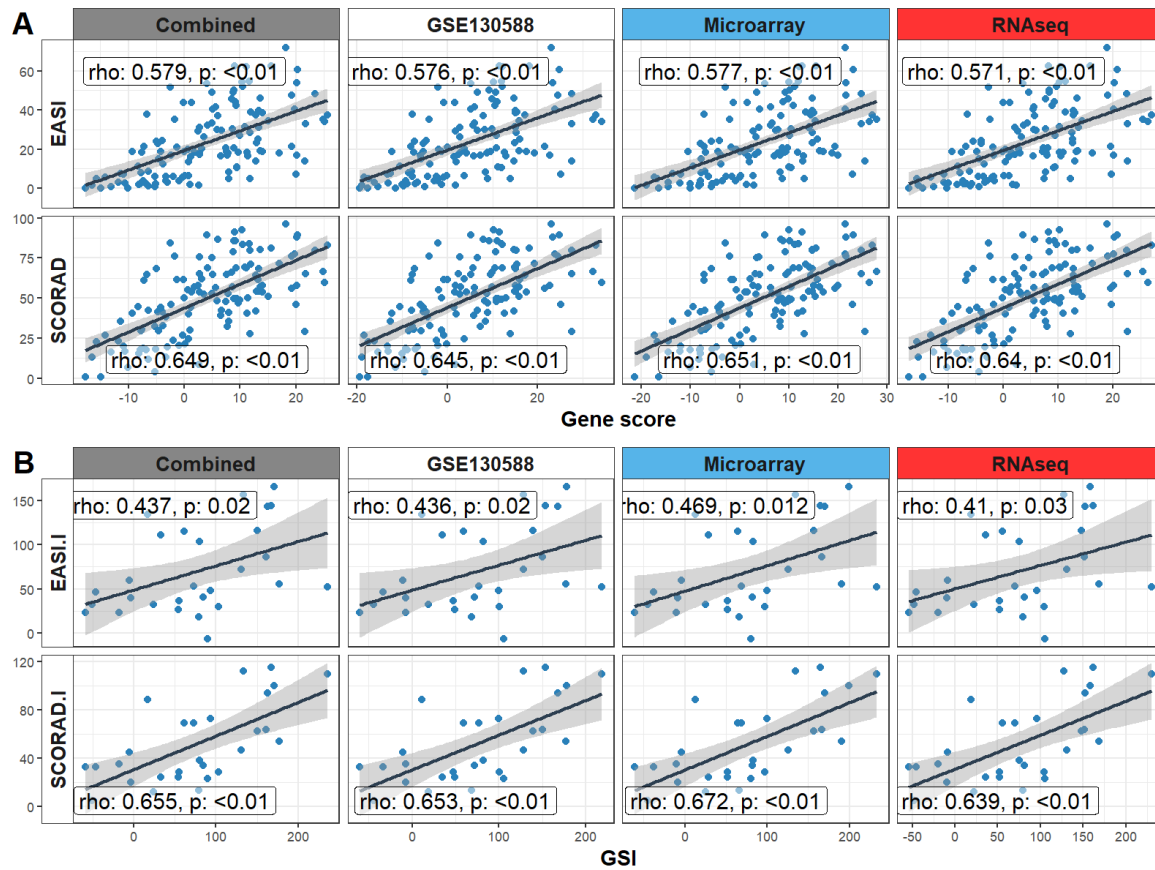 A
Combined GSE130588 Microarray RNAseq
EASI
60
40
20
0
rho: 0.579, p: <0.01
rho: 0.576, p: <0.01
rho: 0.577, p: <0.01
rho: 0.571, p: <0.01
SCORAD
100
75
50
25
0
rho: 0.649, p: <0.01
rho: 0.645, p: <0.01
rho: 0.651, p: <0.01
rho: 0.64, p: <0.01
-10 0 10 20
0 20
-20 -10 0 10 20 30
-10 0 10 20
Gene score
B
Combined GSE130588 Microarray RNAseq
EASI.I
150
100
50
0
rho: 0.437, p: 0.02
rho: 0.436, p: 0.02
rho: 0.469, p: 0.012
rho: 0.41, p: 0.03
SCORAD.I
120
80
40
0
rho: 0.655, p: <0.01
rho: 0.653, p: <0.01
rho: 0.672, p: <0.01
rho: 0.639, p: <0.01
0 100 200
0 100 200
0 100 200
-50 0 50 100 150 200
GSI